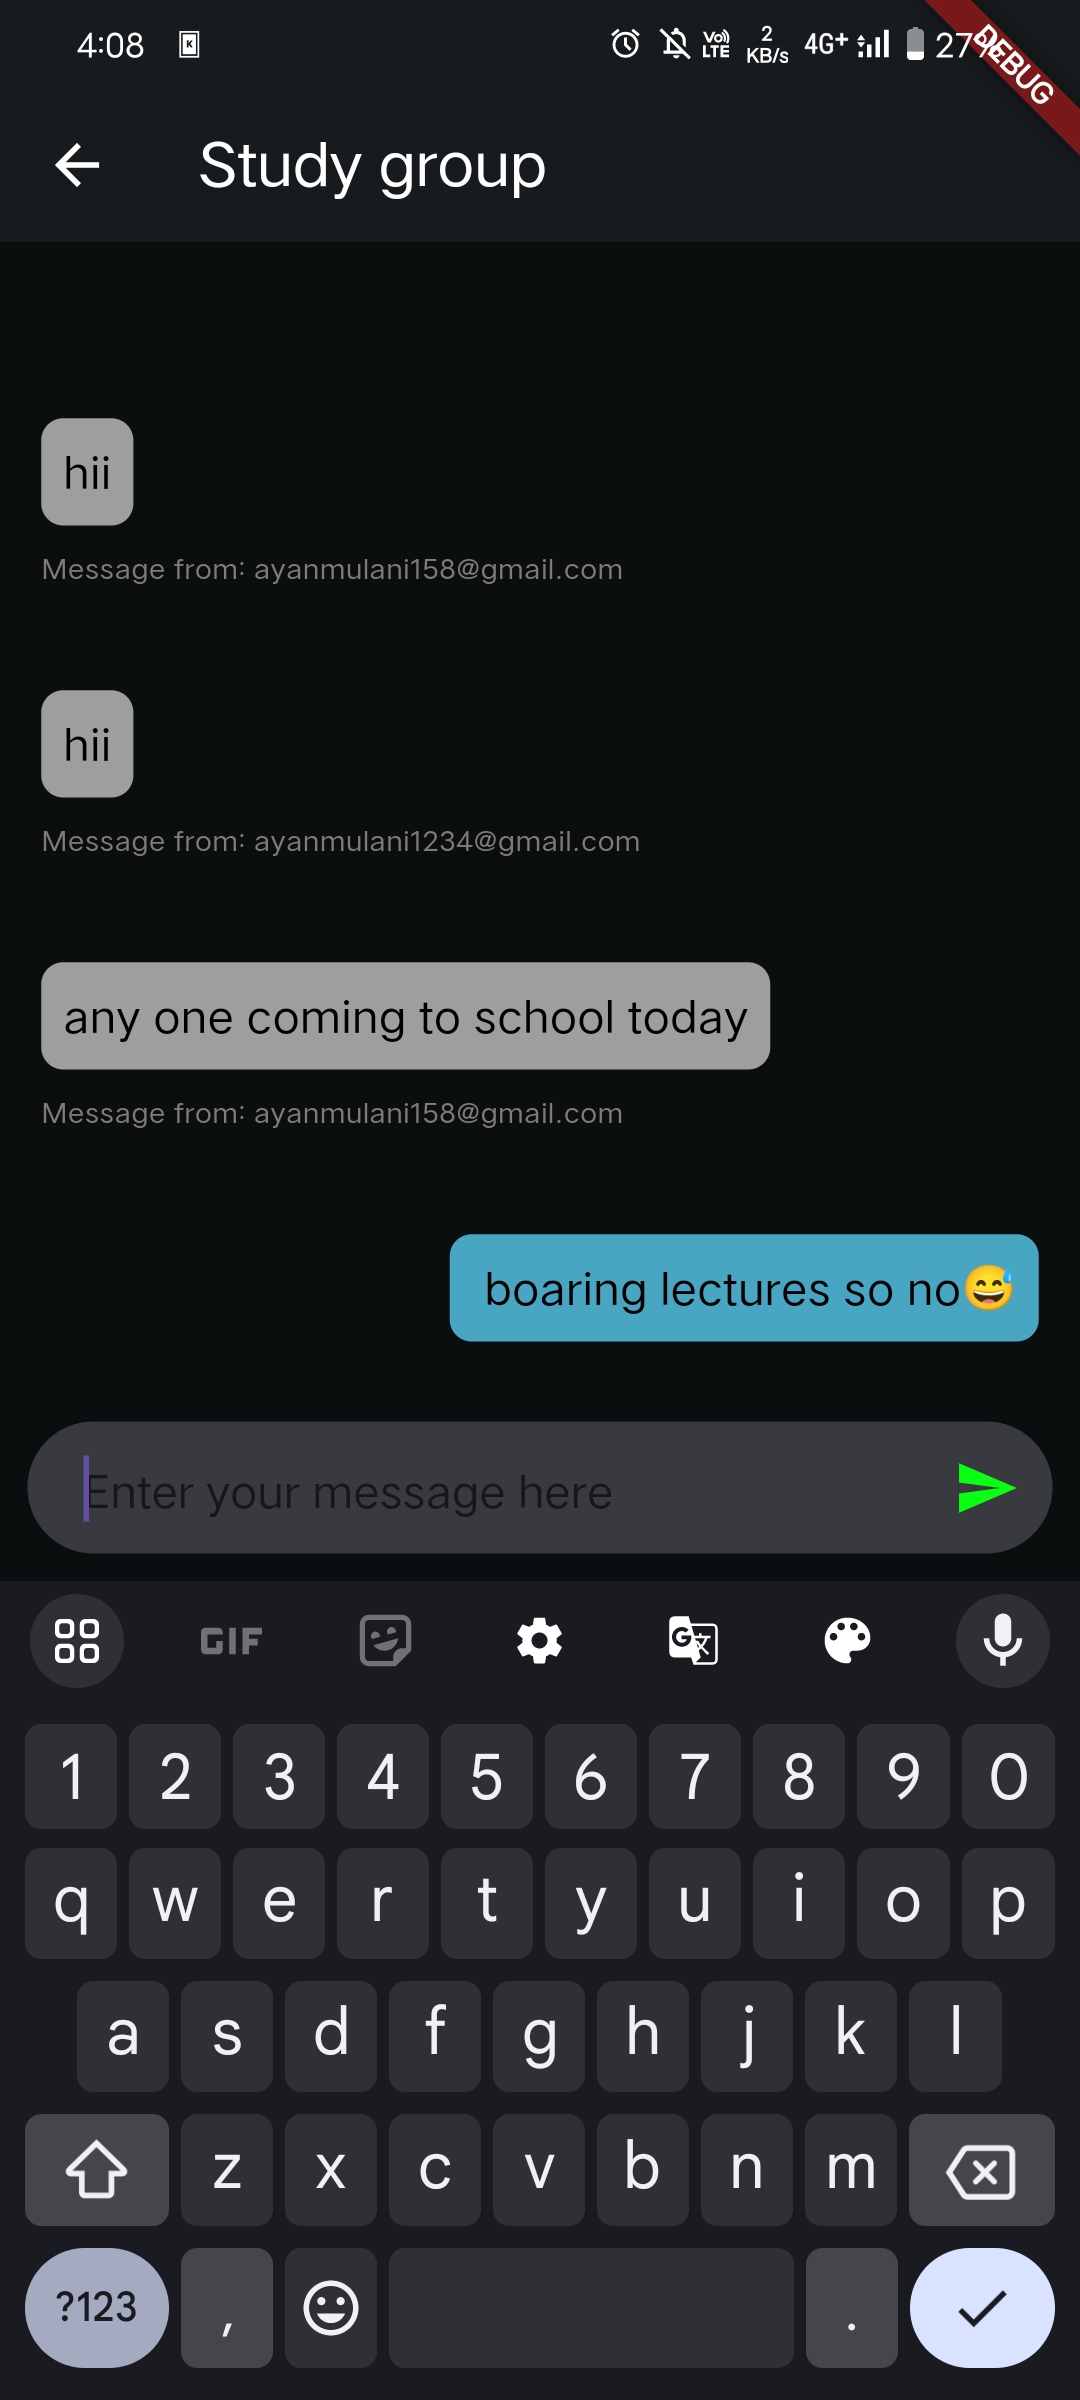 4:08
Vo))
LTE
2
KB/s
4G+
27%
DEBUG
Study group
hii
Message from: ayanmulani158@gmail.com
hii
Message from: ayanmulani1234@gmail.com
any one coming to school today
Message from: ayanmulani158@gmail.com
boaring lectures so no😅
Enter your message here
GIF
1 2 3 4 5 6 7 8 9 0
q w e r t y u i o p
a s d f g h j k l
z x c v b n m
?123 , .